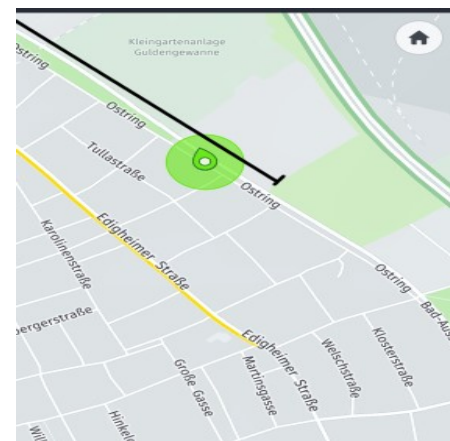 Kleingartenanlage
Guldengewanne
Ostring
Ostring
Tullastraße
Ostring
Edigheimer Straße
Karolinenstraße
Ostring
bergerstraße
Bad-Aus
Edigheimer Straße
Klosterstraße
Welschstraße
Große Gasse
Martinsgasse
Hinkel